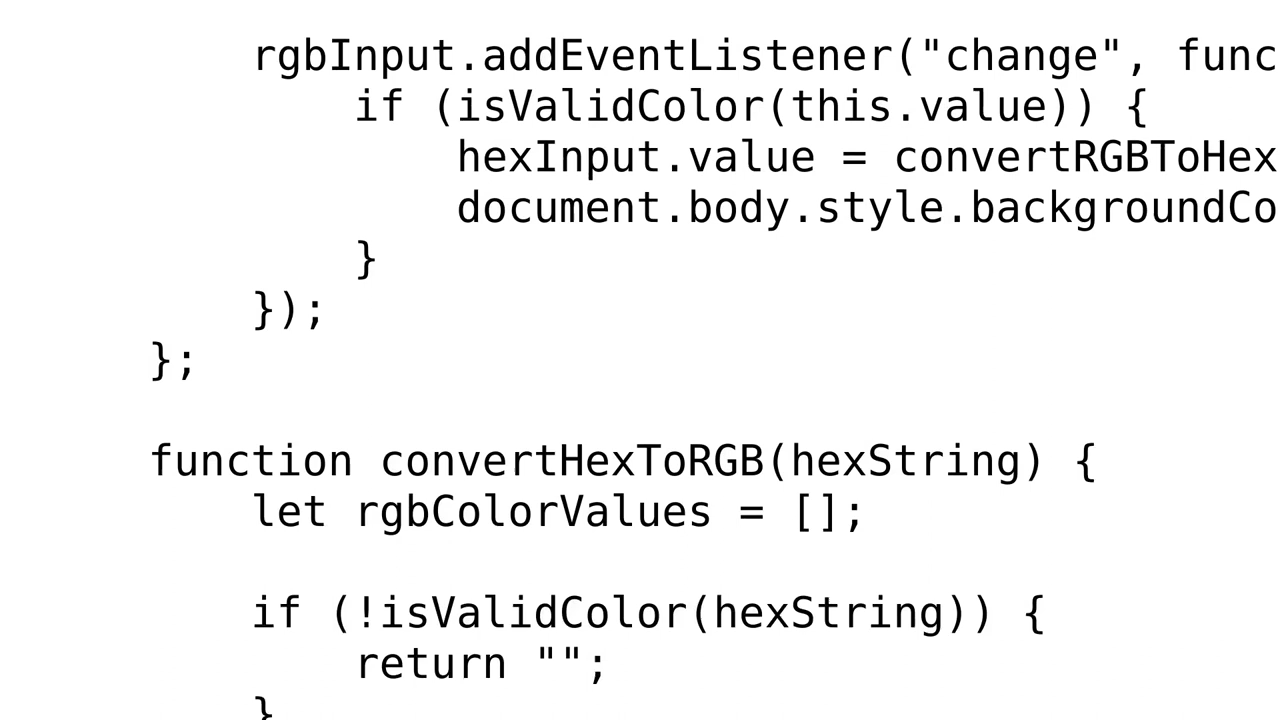 rgbInput.addEventListener("change", func
if (isValidColor(this.value)) {
hexInput.value = convertRGBToHex
document.body.style.backgroundCo
}
});
};
function convertHexToRGB(hexString) {
let rgbColorValues = [];
if (!isValidColor(hexString)) {
return "";
}